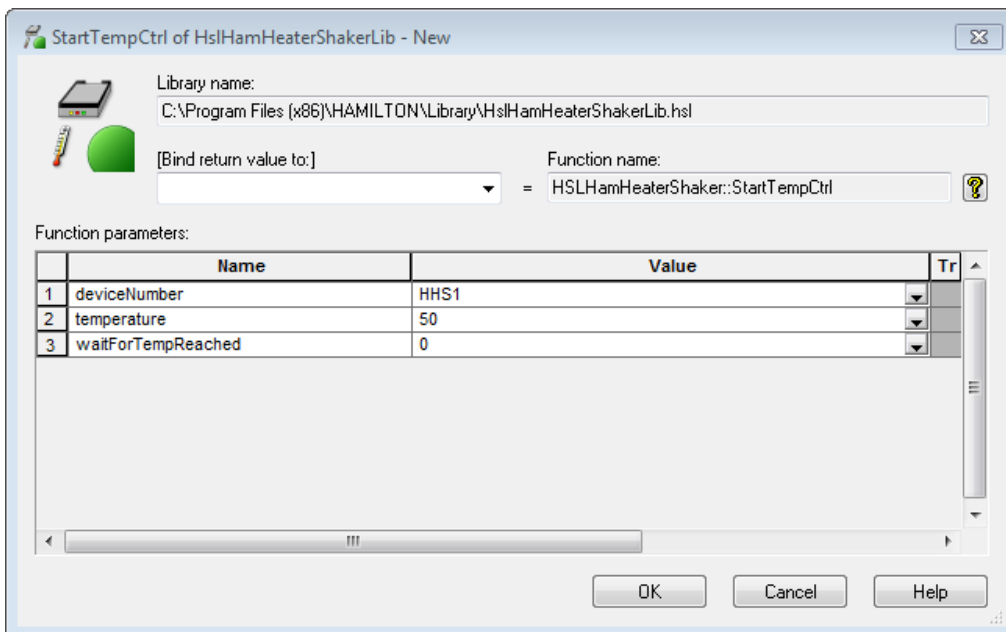 StartTempCtrl of HslHamHeaterShakerLib - New
Library name:
C:\Program Files (x86)\HAMILTON\Library\HslHamHeaterShakerLib.hsl
[Bind return value to:]
Function name:
= HSLHamHeaterShaker::StartTempCtrl
Function parameters:
Name Value Tr
1 deviceNumber HHS1
2 temperature 50
3 waitForTempReached 0
OK Cancel Help